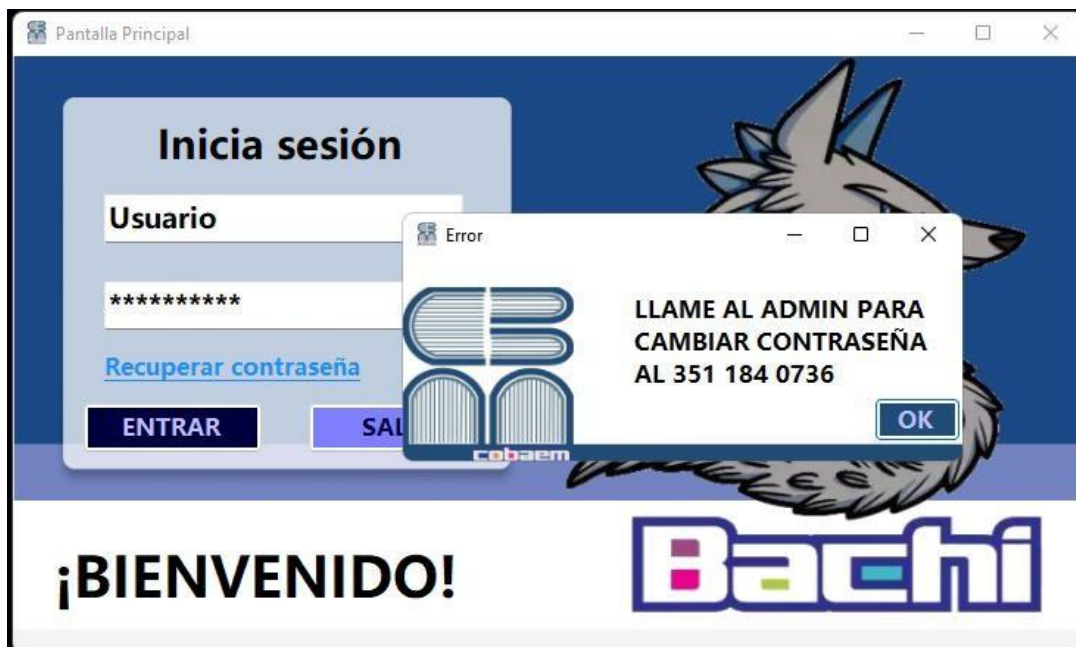 Pantalla Principal
Inicia sesión
Usuario
**********
Recuperar contraseña
ENTRAR
SAL
Error
LLAME AL ADMIN PARA
CAMBIAR CONTRASEÑA
AL 351 184 0736
OK
cobaem
¡BIENVENIDO!
Bachi